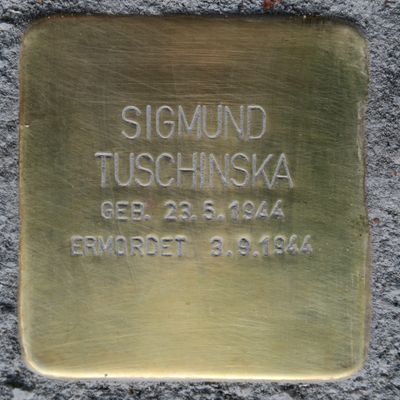 SIGMUND
TUSCHINSKA
GEB. 23.5.1944
ERMORDET 3.9.1944